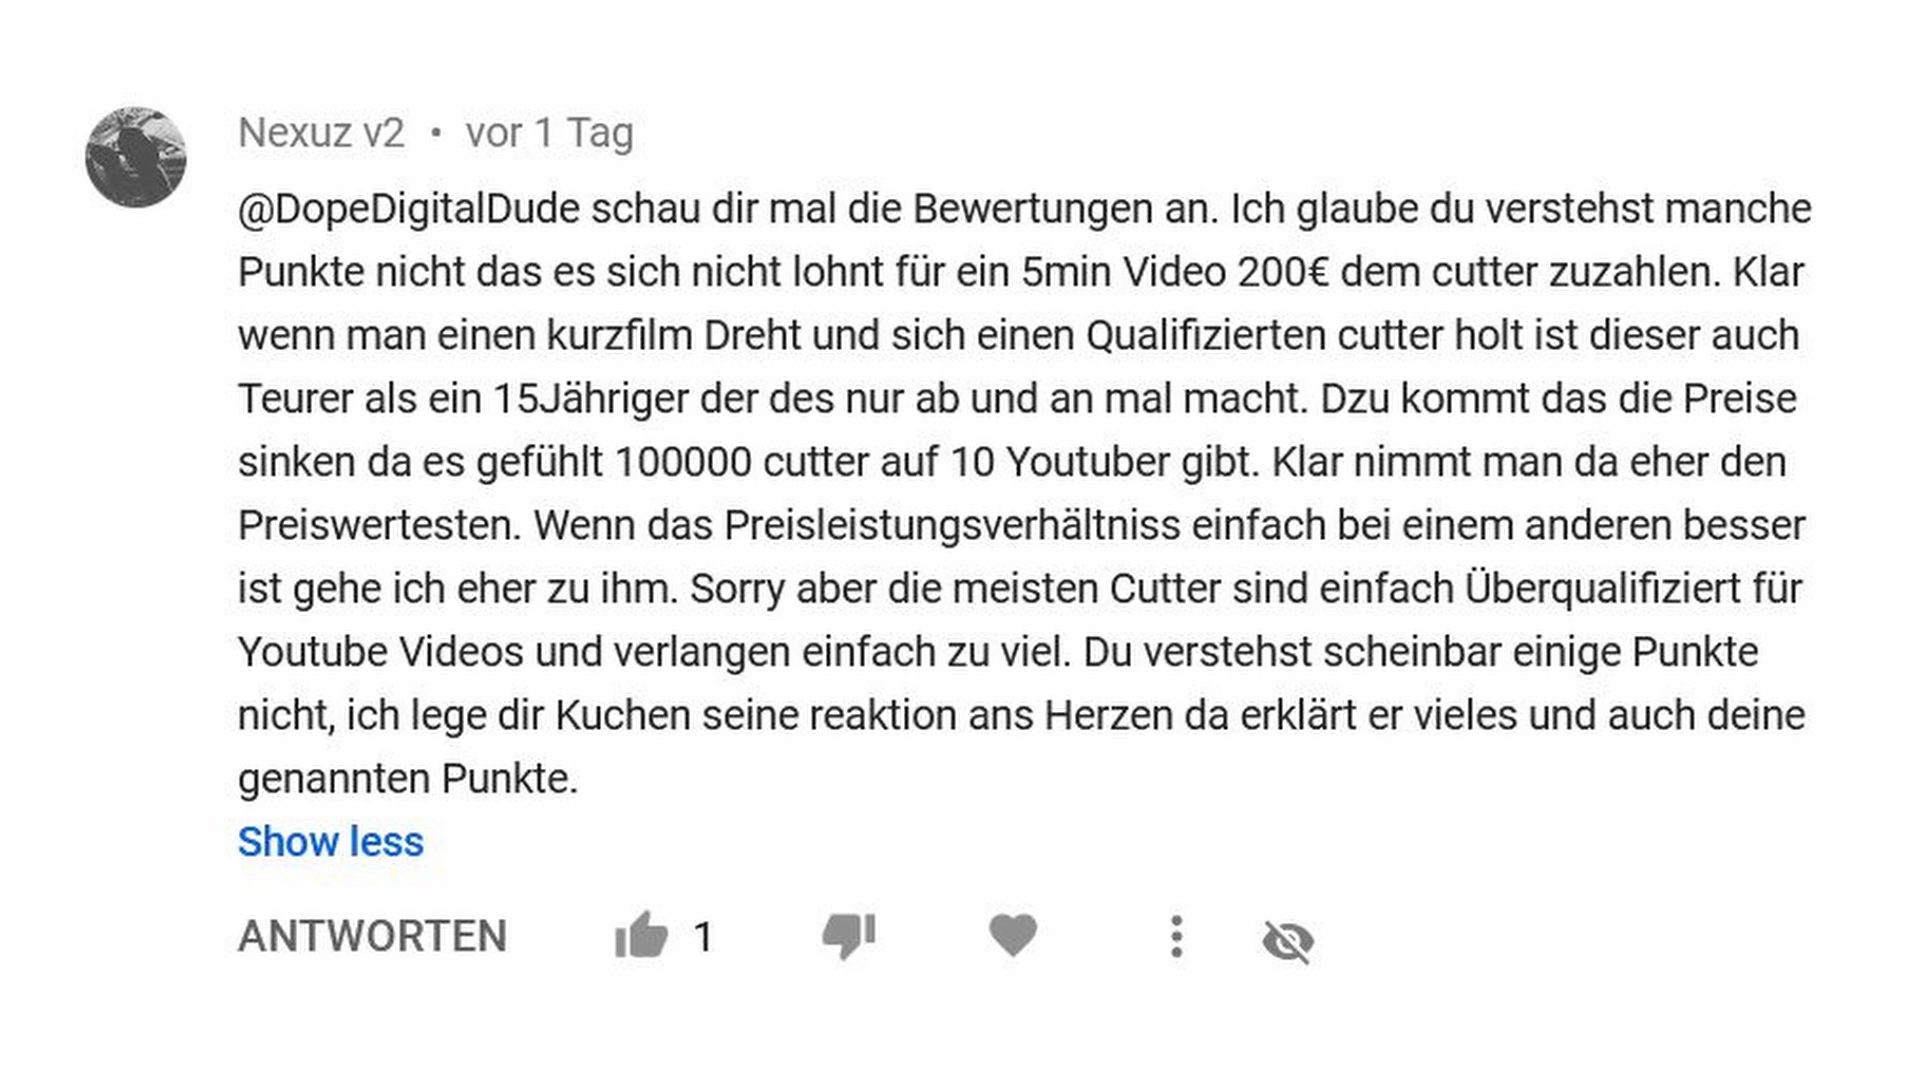 Nexuz v2 • vor 1 Tag
@DopeDigitalDude schau dir mal die Bewertungen an. Ich glaube du verstehst manche
Punkte nicht das es sich nicht lohnt für ein 5min Video 200€ dem cutter zuzahlen. Klar
wenn man einen kurzfilm Dreht und sich einen Qualifizierten cutter holt ist dieser auch
Teurer als ein 15Jähriger der des nur ab und an mal macht. Dzu kommt das die Preise
sinken da es gefühlt 100000 cutter auf 10 Youtuber gibt. Klar nimmt man da eher den
Preiswertesten. Wenn das Preisleistungsverhältniss einfach bei einem anderen besser
ist gehe ich eher zu ihm. Sorry aber die meisten Cutter sind einfach Überqualifiziert für
Youtube Videos und verlangen einfach zu viel. Du verstehst scheinbar einige Punkte
nicht, ich lege dir Kuchen seine reaktion ans Herzen da erklärt er vieles und auch deine
genannten Punkte.
Show less
ANTWORTEN 1